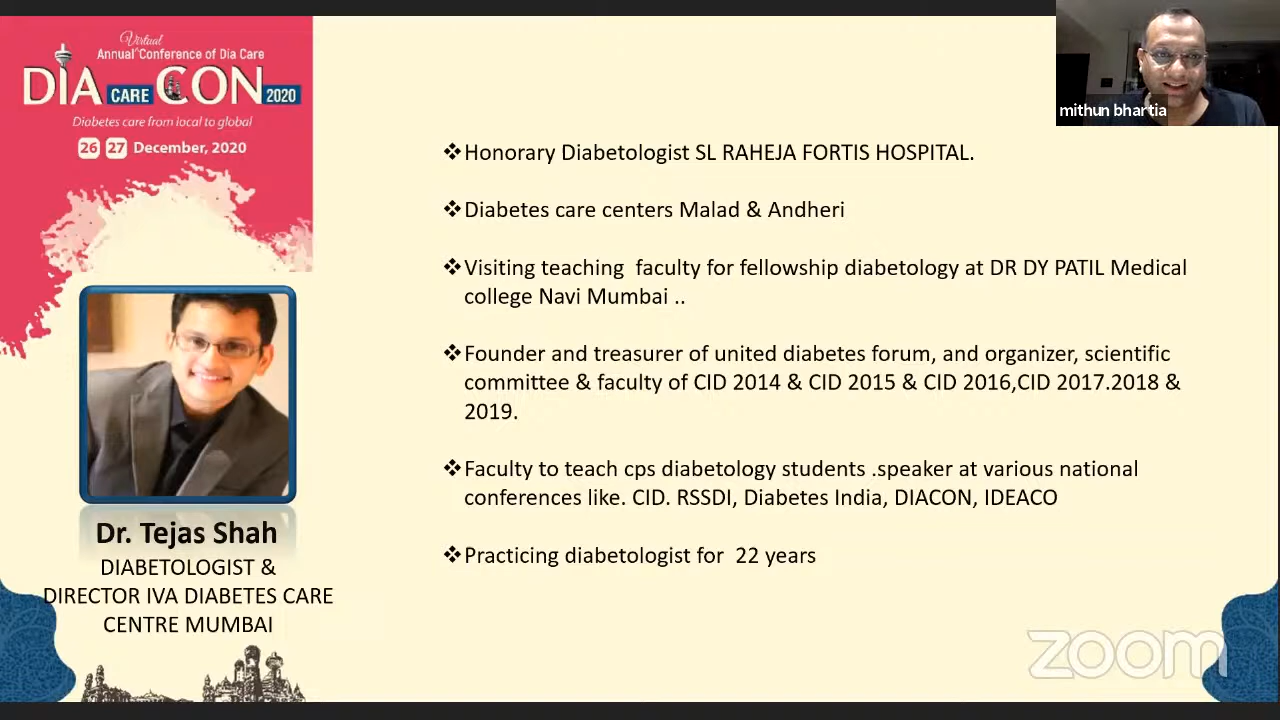 Virtual
Annual Conference of Dia Care
DIA CARE CON 2020
Diabetes care from local to global
26 27 December, 2020
mithun bhartia
❖Honorary Diabetologist SL RAHEJA FORTIS HOSPITAL.
❖Diabetes care centers Malad & Andheri
❖Visiting teaching  faculty for fellowship diabetology at DR DY PATIL Medical
college Navi Mumbai ..
❖Founder and treasurer of united diabetes forum, and organizer, scientific
committee & faculty of CID 2014 & CID 2015 & CID 2016,CID 2017.2018 &
2019.
❖Faculty to teach cps diabetology students .speaker at various national
conferences like. CID. RSSDI, Diabetes India, DIACON, IDEACO
❖Practicing diabetologist for  22 years
Dr. Tejas Shah
DIABETOLOGIST &
DIRECTOR IVA DIABETES CARE
CENTRE MUMBAI
zoom